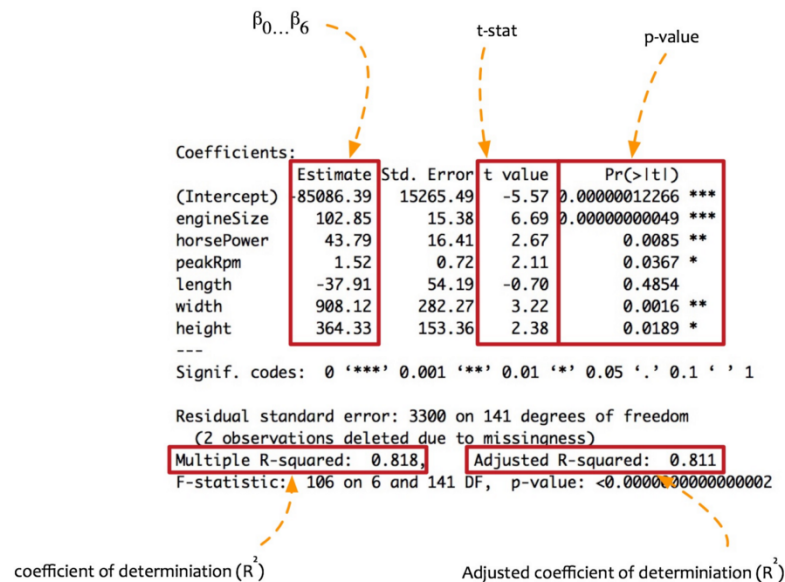 β0...β6
t-stat
p-value
Coefficients:
Estimate Std. Error t value Pr(>|t|)
(Intercept) -85086.39 15265.49 -5.57 0.00000012266 ***
engineSize 102.85 15.38 6.69 0.00000000049 ***
horsePower 43.79 16.41 2.67 0.0085 **
peakRpm 1.52 0.72 2.11 0.0367 *
length -37.91 54.19 -0.70 0.4854
width 908.12 282.27 3.22 0.0016 **
height 364.33 153.36 2.38 0.0189 *
---
Signif. codes: 0 ‘***’ 0.001 ‘**’ 0.01 ‘*’ 0.05 ‘.’ 0.1 ‘ ’ 1
Residual standard error: 3300 on 141 degrees of freedom
(2 observations deleted due to missingness)
Multiple R-squared: 0.818, Adjusted R-squared: 0.811
F-statistic: 106 on 6 and 141 DF, p-value: <0.0000000000000002
coefficient of determiniation (R²)
Adjusted coefficient of determiniation (R²)